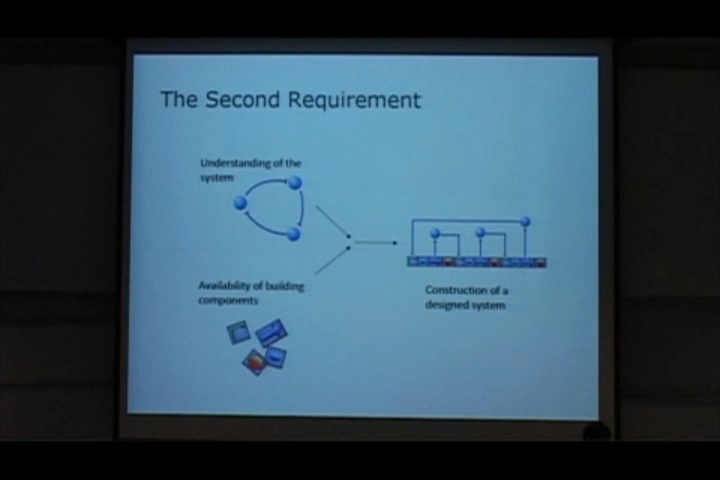 The Second Requirement
Understanding of the
system
Availability of building
components
Construction of a
designed system